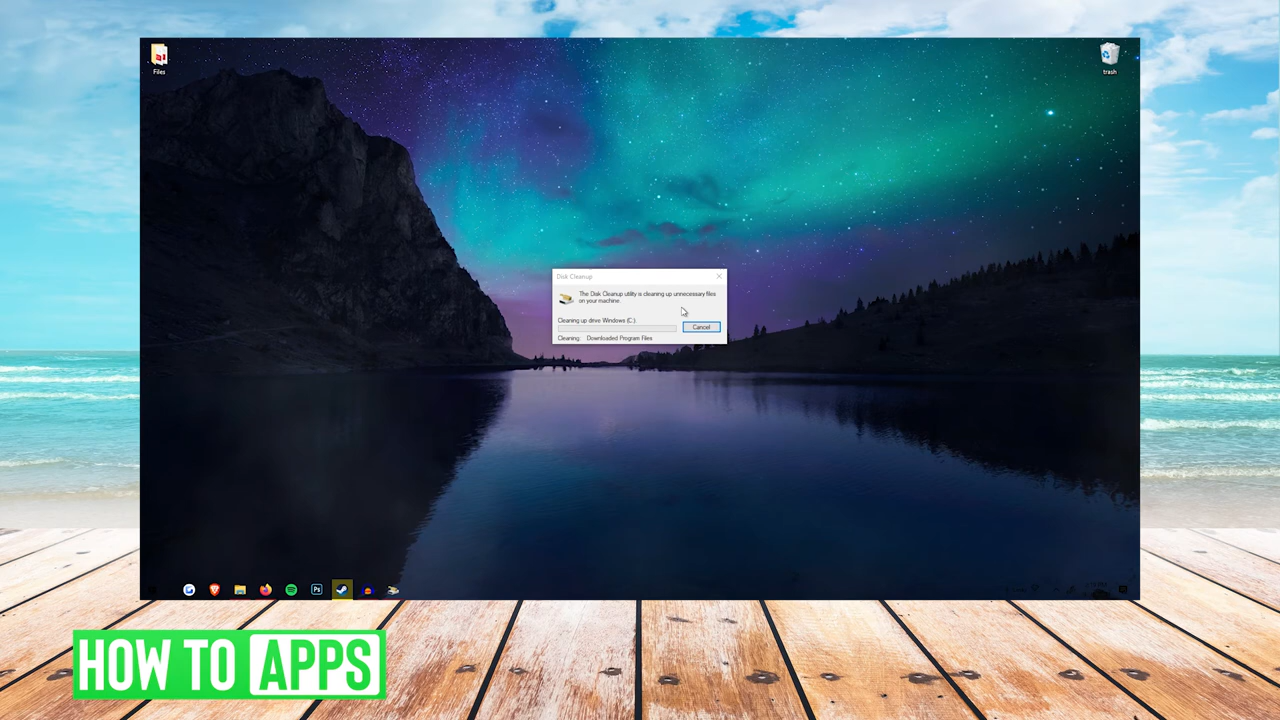 Files
trash
Disk Cleanup
The Disk Cleanup utility is cleaning up unnecessary files
on your machine.
Cleaning up drive Windows (C:)
Cancel
Cleaning: Downloaded Program Files
Ps
HOW TO APPS